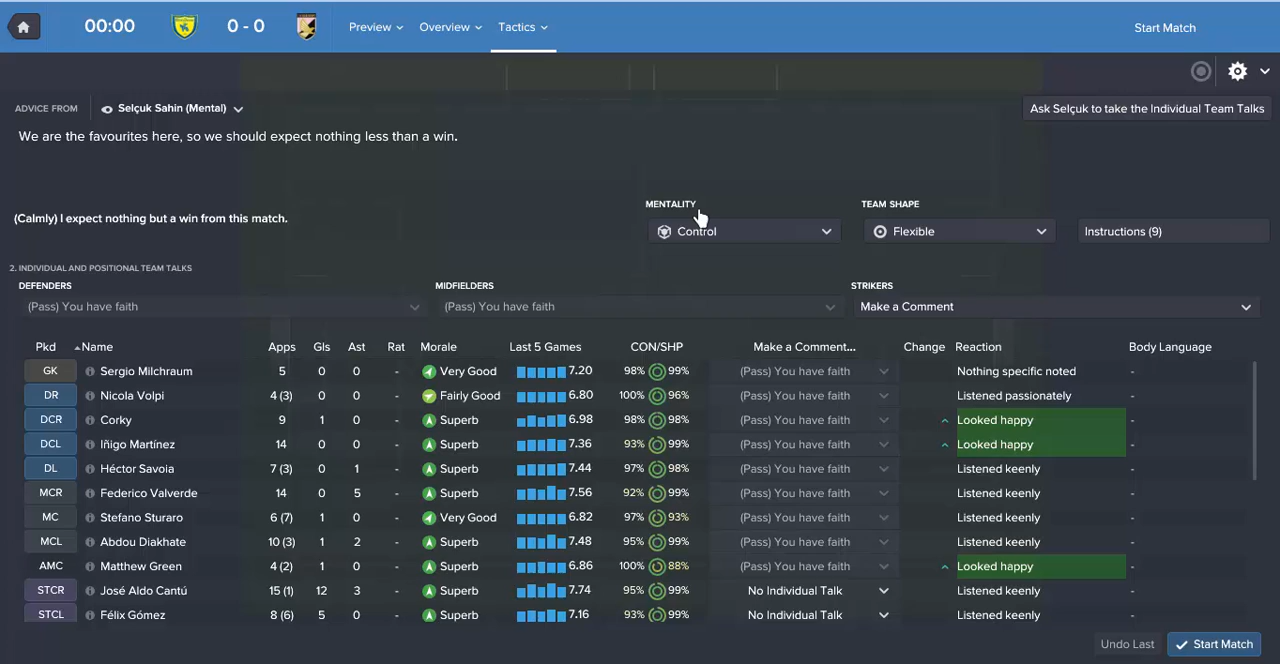 00:00 0 - 0 Preview Overview Tactics Start Match
ADVICE FROM Selçuk Sahin (Mental) Ask Selçuk to take the Individual Team Talks
We are the favourites here, so we should expect nothing less than a win.
MENTALITY TEAM SHAPE
(Calmly) I expect nothing but a win from this match.
Control Flexible Instructions (9)
2. INDIVIDUAL AND POSITIONAL TEAM TALKS
DEFENDERS MIDFIELDERS STRIKERS
(Pass) You have faith (Pass) You have faith Make a Comment
Pkd Name Apps Gls Ast Rat Morale Last 5 Games CON/SHP Make a Comment... Change Reaction Body Language
GK Sergio Milchraum 5 0 0 - Very Good 7.20 98% 99% (Pass) You have faith Nothing specific noted -
DR Nicola Volpi 4 (3) 0 0 - Fairly Good 6.80 100% 96% (Pass) You have faith Listened passionately -
DCR Corky 9 1 0 - Superb 6.98 98% 98% (Pass) You have faith Looked happy -
DCL Iñigo Martínez 14 0 0 - Superb 7.36 93% 99% (Pass) You have faith Looked happy -
DL Héctor Savoia 7 (3) 0 1 - Superb 7.44 97% 98% (Pass) You have faith Listened keenly -
MCR Federico Valverde 14 0 5 - Superb 7.56 92% 99% (Pass) You have faith Listened keenly -
MC Stefano Sturaro 6 (7) 1 0 - Very Good 6.82 97% 93% (Pass) You have faith Listened keenly -
MCL Abdou Diakhate 10 (3) 1 2 - Superb 7.48 95% 99% (Pass) You have faith Listened keenly -
AMC Matthew Green 4 (2) 1 0 - Superb 6.86 100% 88% (Pass) You have faith Looked happy -
STCR José Aldo Cantú 15 (1) 12 3 - Superb 7.74 95% 99% No Individual Talk Listened keenly -
STCL Félix Gómez 8 (6) 5 0 - Superb 7.16 93% 99% No Individual Talk Listened keenly -
Undo Last Start Match